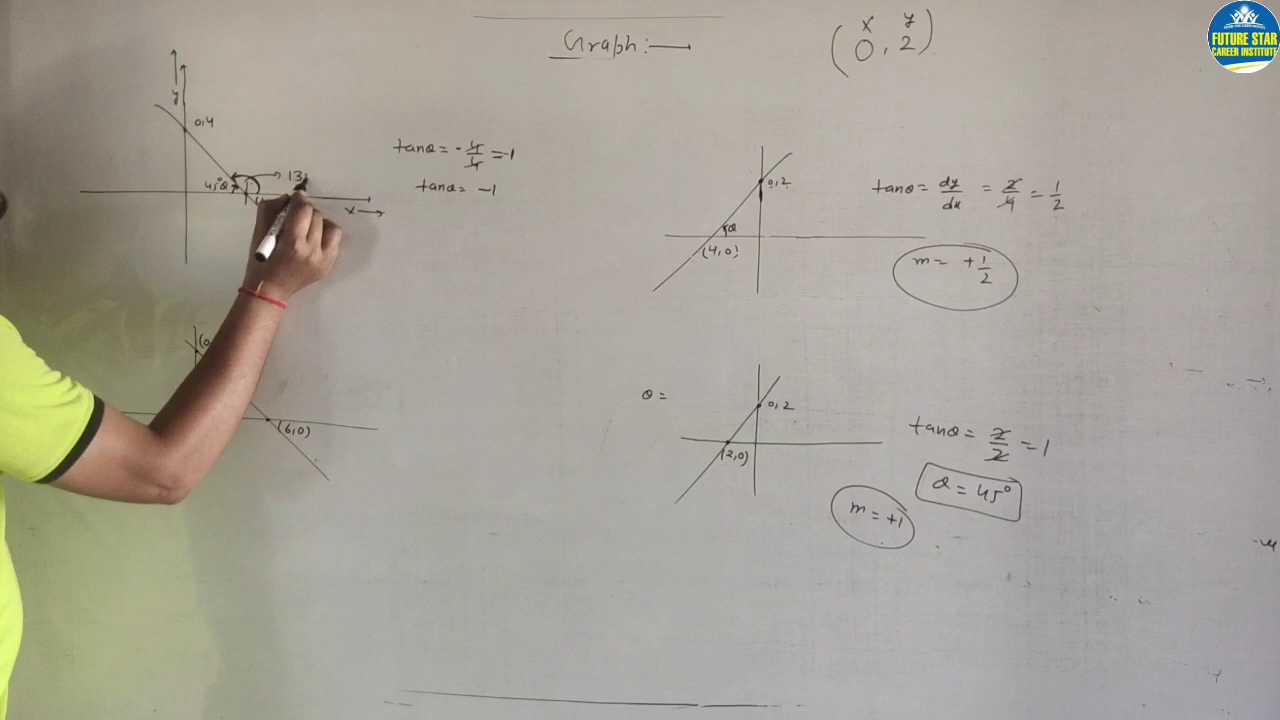 Graph:→
x y
(0, 2)
FUTURE STAR
CAREER INSTITUTE
y
0,4
45° θ
13
x →
tanθ = -4/4 = -1
tanθ = -1
0,2
θ
(4,0)
tanθ = dy/dx = 2/4 = 1/2
m = +1/2
(0
(6,0)
θ =
0,2
(2,0)
tanθ = 2/2 = 1
θ = 45°
m = +1